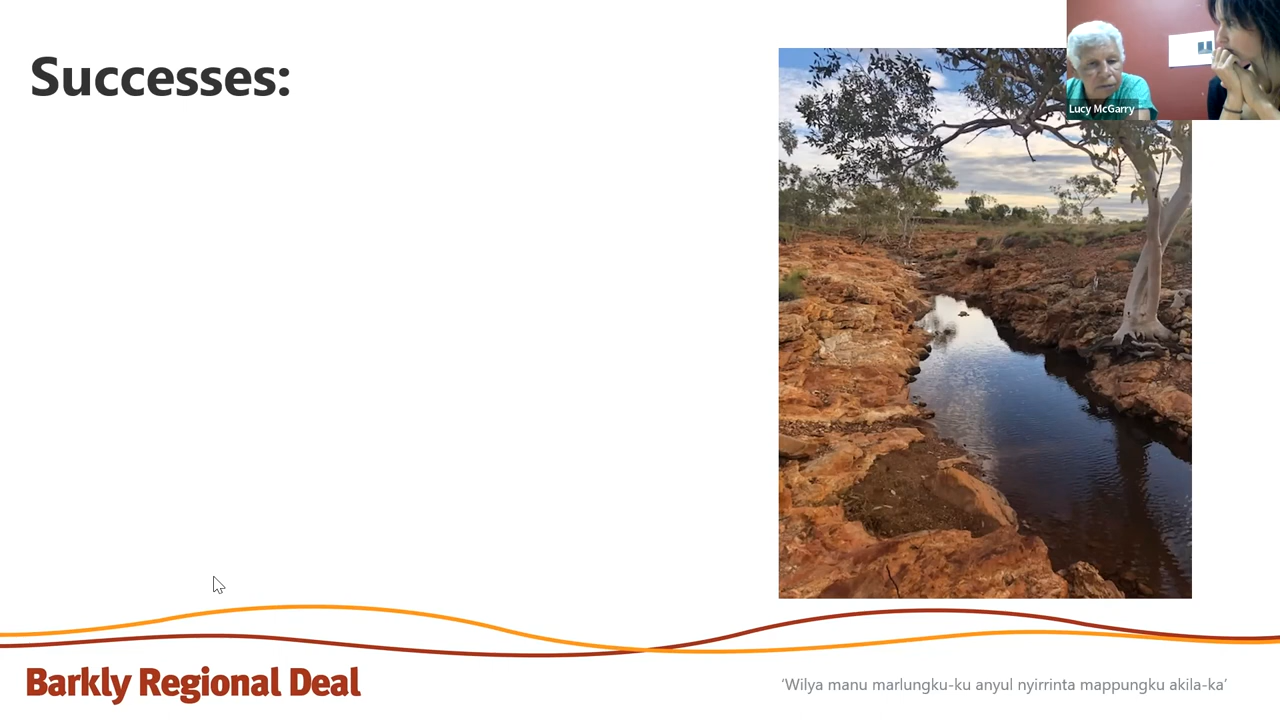 Successes:
Lucy McGarry
Barkly Regional Deal
‘Wilya manu marlungku-ku anyul nyirrinta mappungku akila-ka’